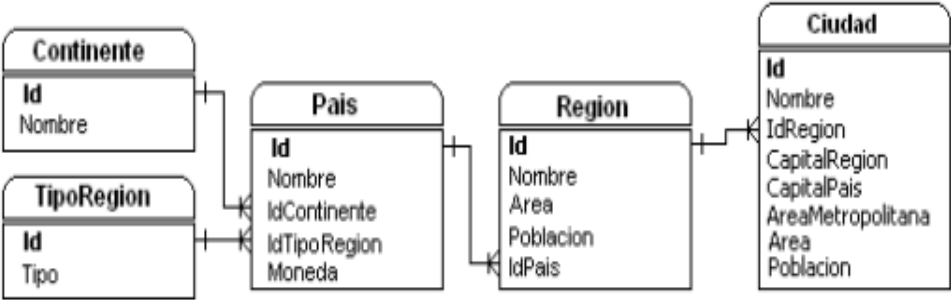 Continente
Id
Nombre
TipoRegion
Id
Tipo
Pais
Id
Nombre
IdContinente
IdTipoRegion
Moneda
Region
Id
Nombre
Area
Poblacion
IdPais
Ciudad
Id
Nombre
IdRegion
CapitalRegion
CapitalPais
AreaMetropolitana
Area
Poblacion